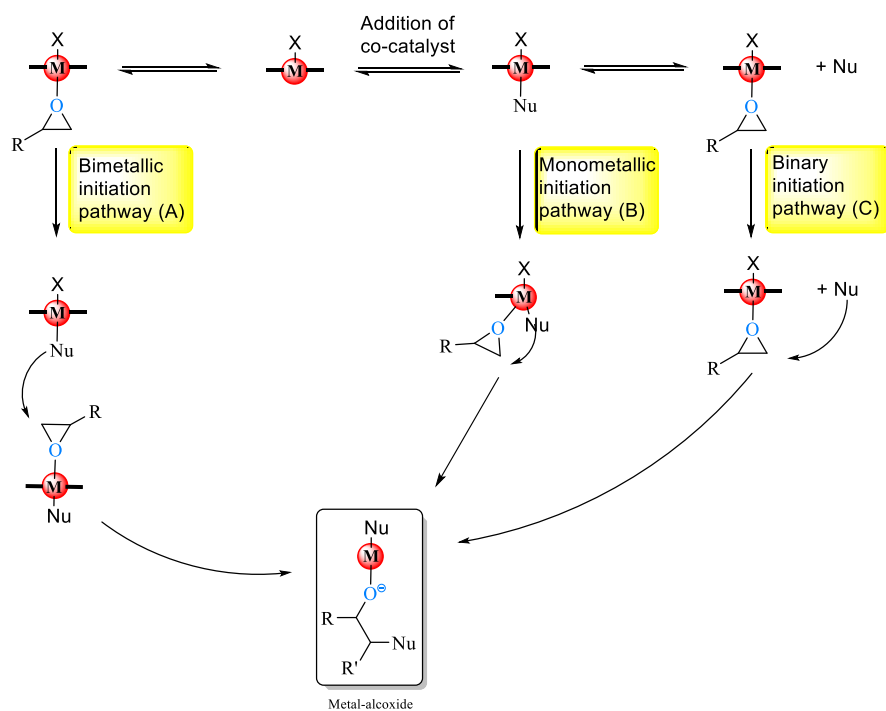 Addition of
co-catalyst
X
M
O
R
X
M
X
M
Nu
X
M
O
R
+ Nu
Bimetallic
initiation
pathway (A)
Monometallic
initiation
pathway (B)
Binary
initiation
pathway (C)
X
M
Nu
R
O
M
Nu
X
M
Nu
O
R
X
M
O
R
+ Nu
Nu
M
O⊖
R
Nu
R'
Metal-alcoxide